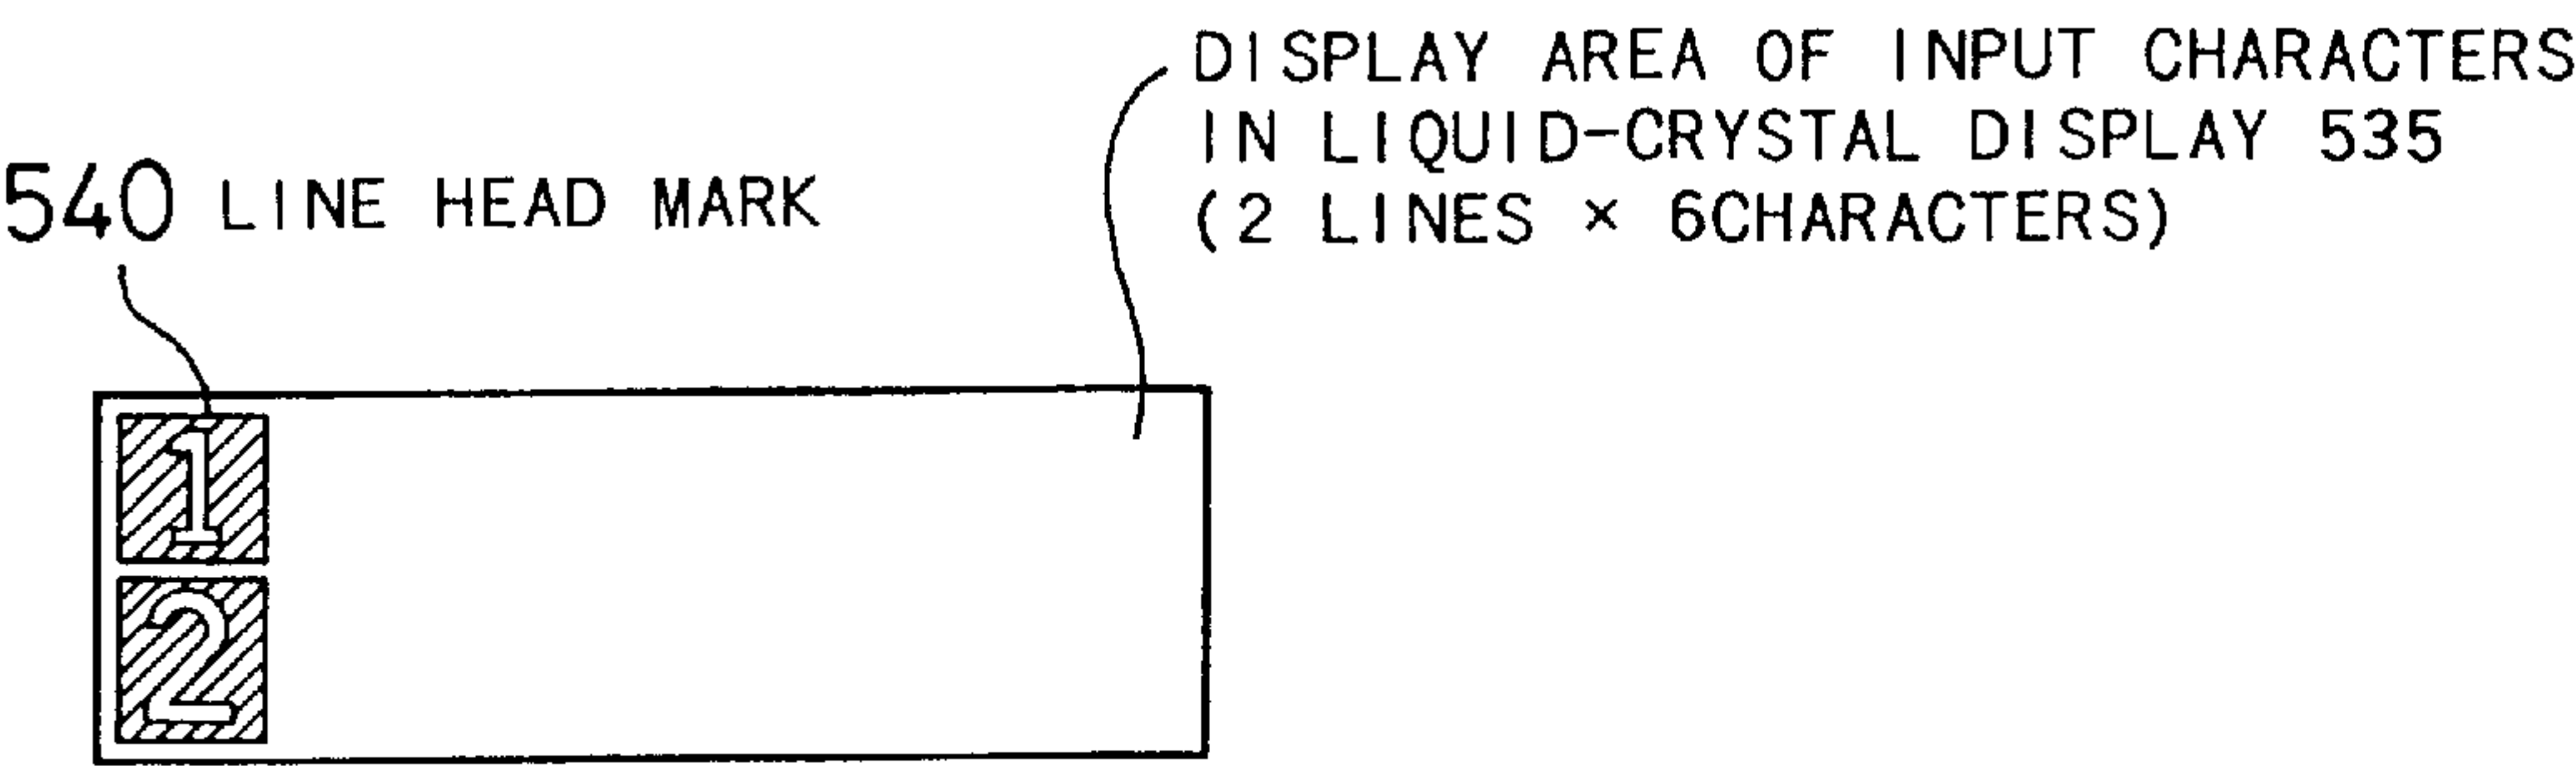 DISPLAY AREA OF INPUT CHARACTERS
IN LIQUID-CRYSTAL DISPLAY 535
(2 LINES × 6CHARACTERS)
540 LINE HEAD MARK
1
2